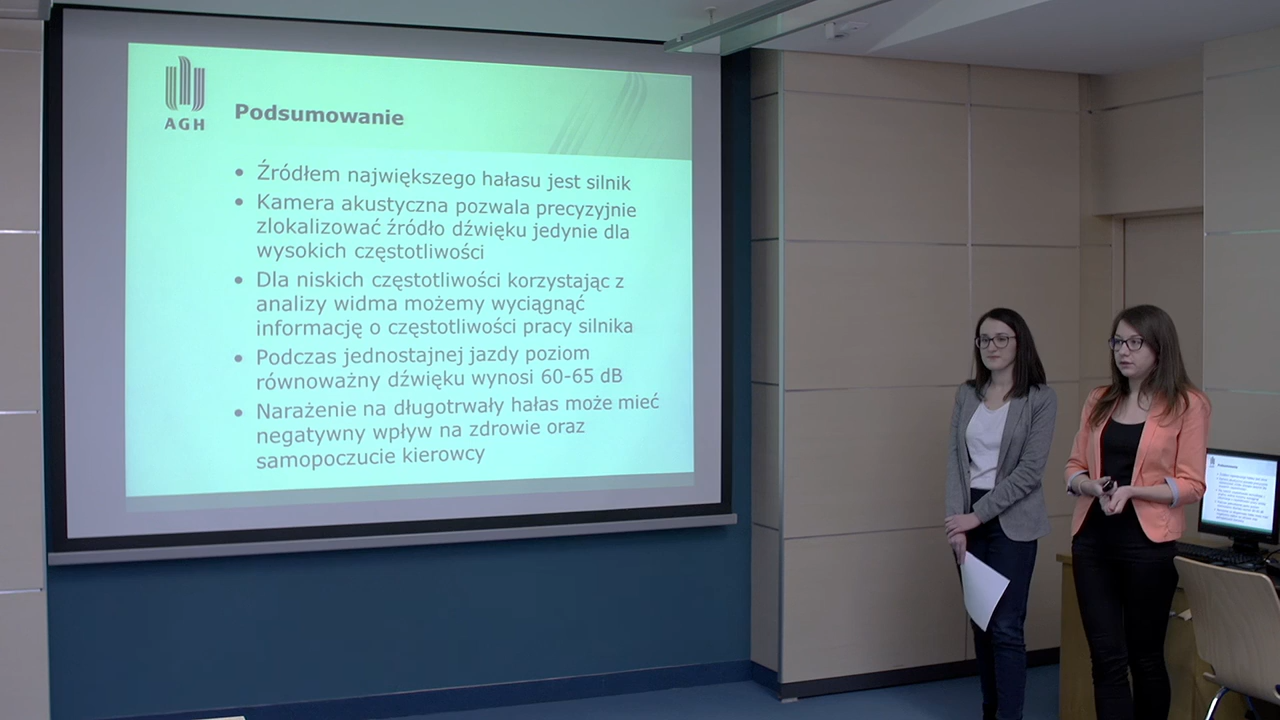 AGH
Podsumowanie
• Źródłem największego hałasu jest silnik
• Kamera akustyczna pozwala precyzyjnie
zlokalizować źródło dźwięku jedynie dla
wysokich częstotliwości
• Dla niskich częstotliwości korzystając z
analizy widma możemy wyciągnąć
informację o częstotliwości pracy silnika
• Podczas jednostajnej jazdy poziom
równoważny dźwięku wynosi 60-65 dB
• Narażenie na długotrwały hałas może mieć
negatywny wpływ na zdrowie oraz
samopoczucie kierowcy